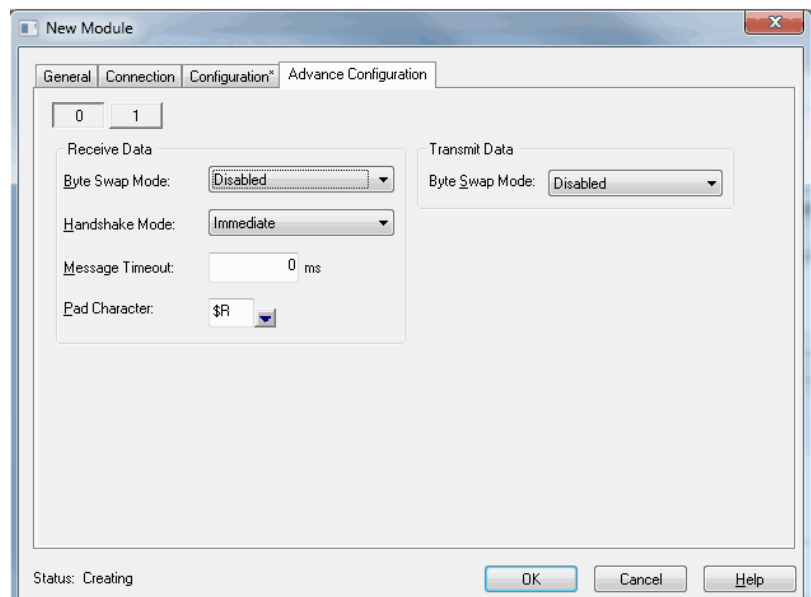 New Module
General
Connection
Configuration*
Advance Configuration
0
1
Receive Data
Byte Swap Mode:
Disabled
Handshake Mode:
Immediate
Message Timeout:
0 ms
Pad Character:
$R
Transmit Data
Byte Swap Mode:
Disabled
Status: Creating
OK
Cancel
Help